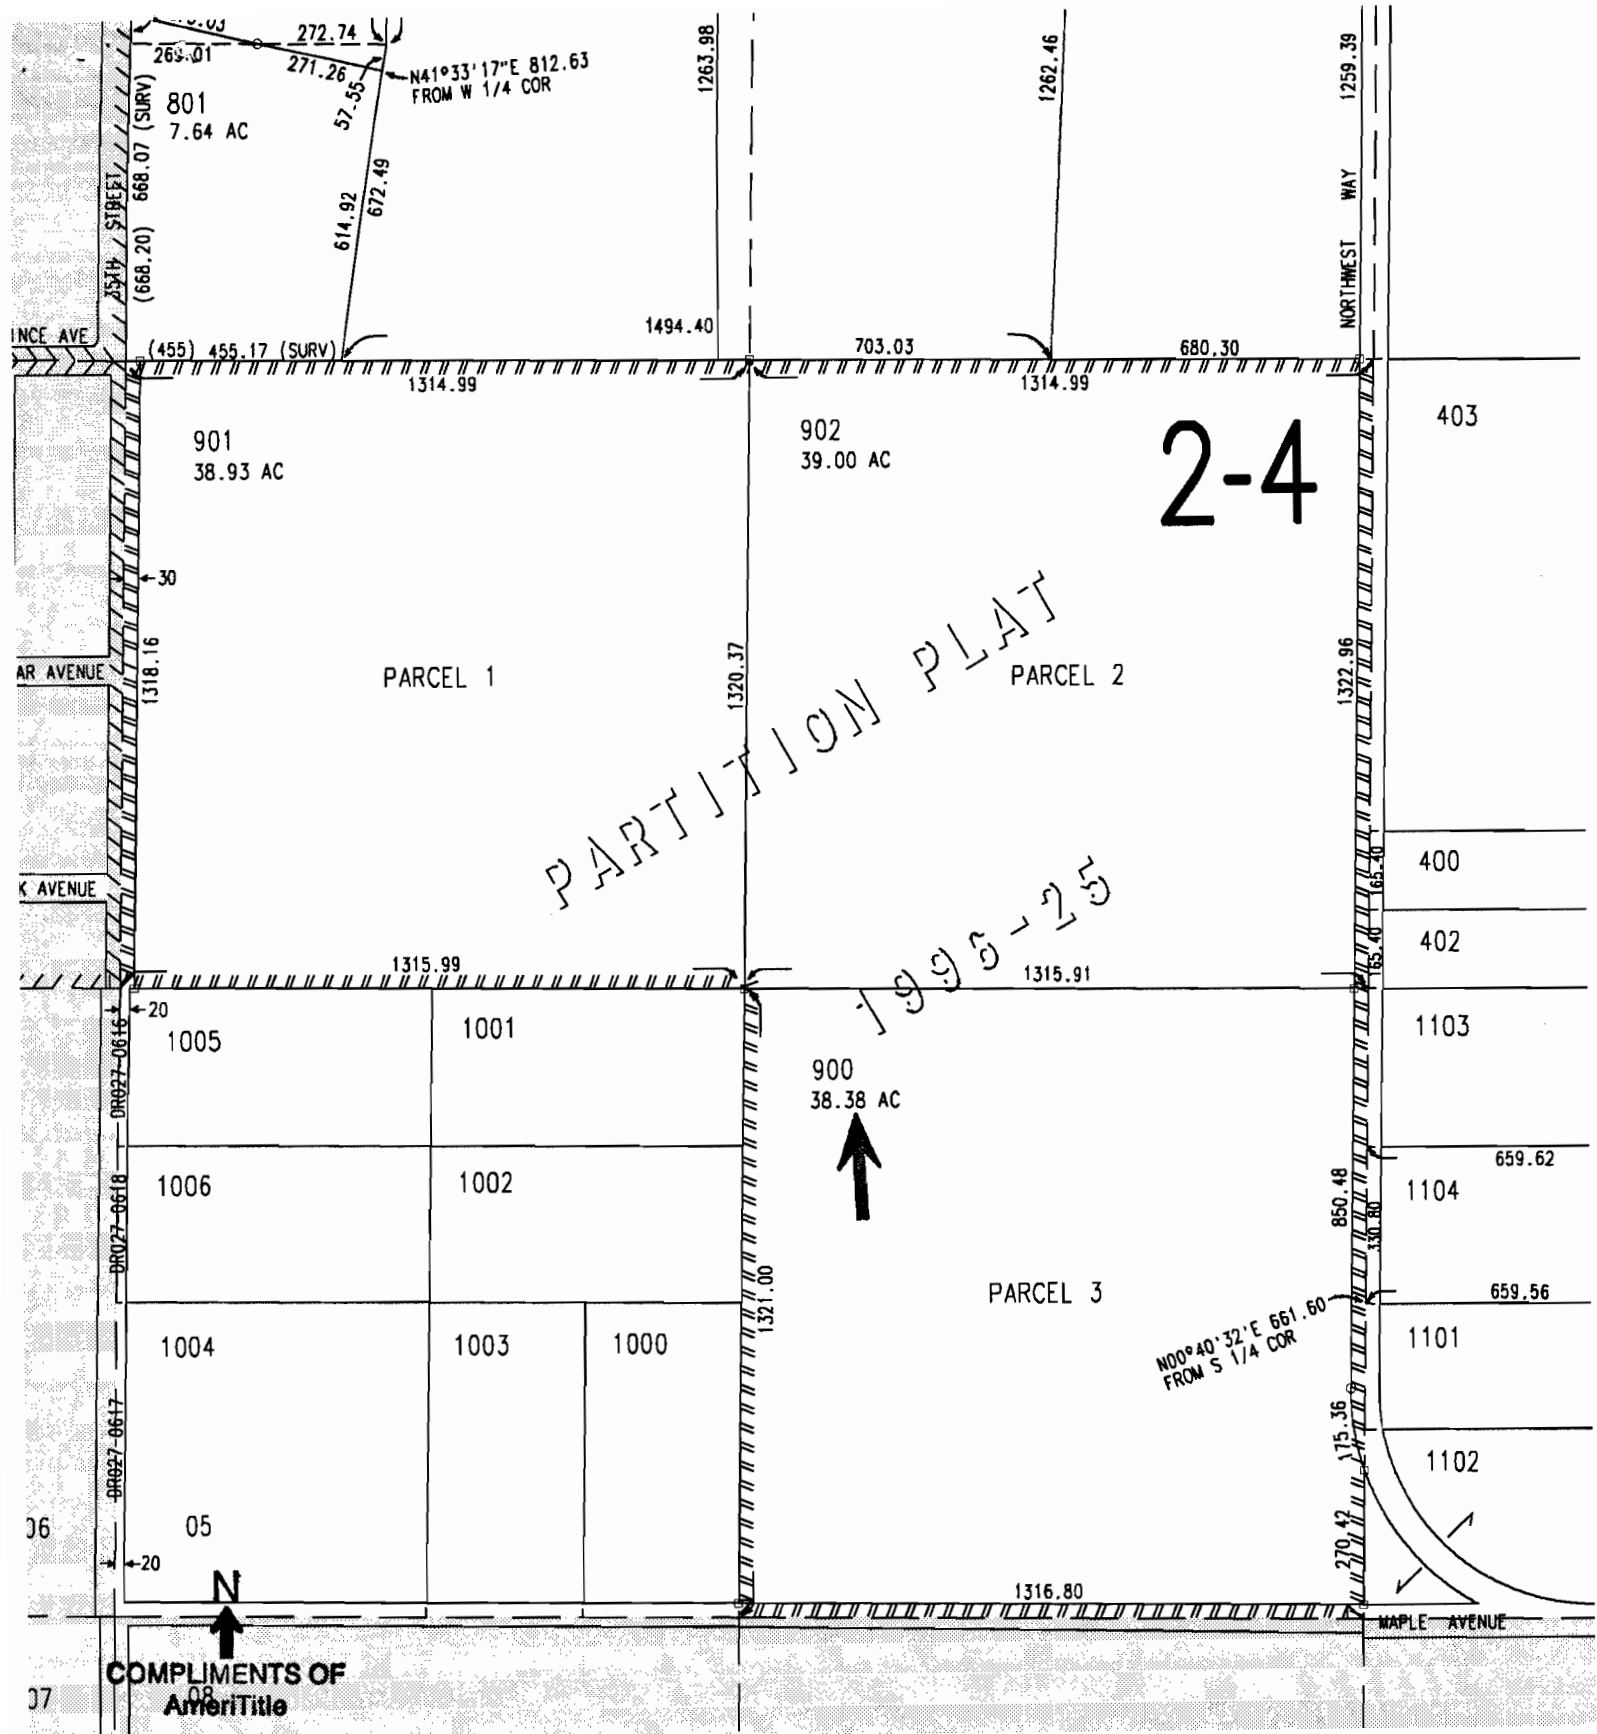 272.74
269.01
271.26
N41°33'17"E 812.63
FROM W 1/4 COR
57.55
801
7.64 AC
668.07 (SURV)
(668.20)
35TH STREET
614.92
672.49
1263.98
1262.46
1259.39
NORTHWEST WAY
NCE AVE
(455) 455.17 (SURV)
1494.40
703.03
680.30
1314.99
1314.99
901
38.93 AC
902
39.00 AC
2-4
403
30
1318.16
AR AVENUE
PARCEL 1
1320.37
PARCEL 2
1322.96
PARTITION PLAT
K AVENUE
165.40
400
165.40
402
1315.99
1315.91
20
DR027-0616
1005
1001
900
38.38 AC
1103
659.62
DR027-0618
1006
1002
850.48
330.80
1104
PARCEL 3
1321.00
659.56
N00°40'32'E 661.60
FROM S 1/4 COR
1004
1003
1000
1101
DR027-0617
175.36
1102
06
05
20
270.42
N
1316.80
MAPLE AVENUE
COMPLIMENTS OF
AmeriTitle
07
08